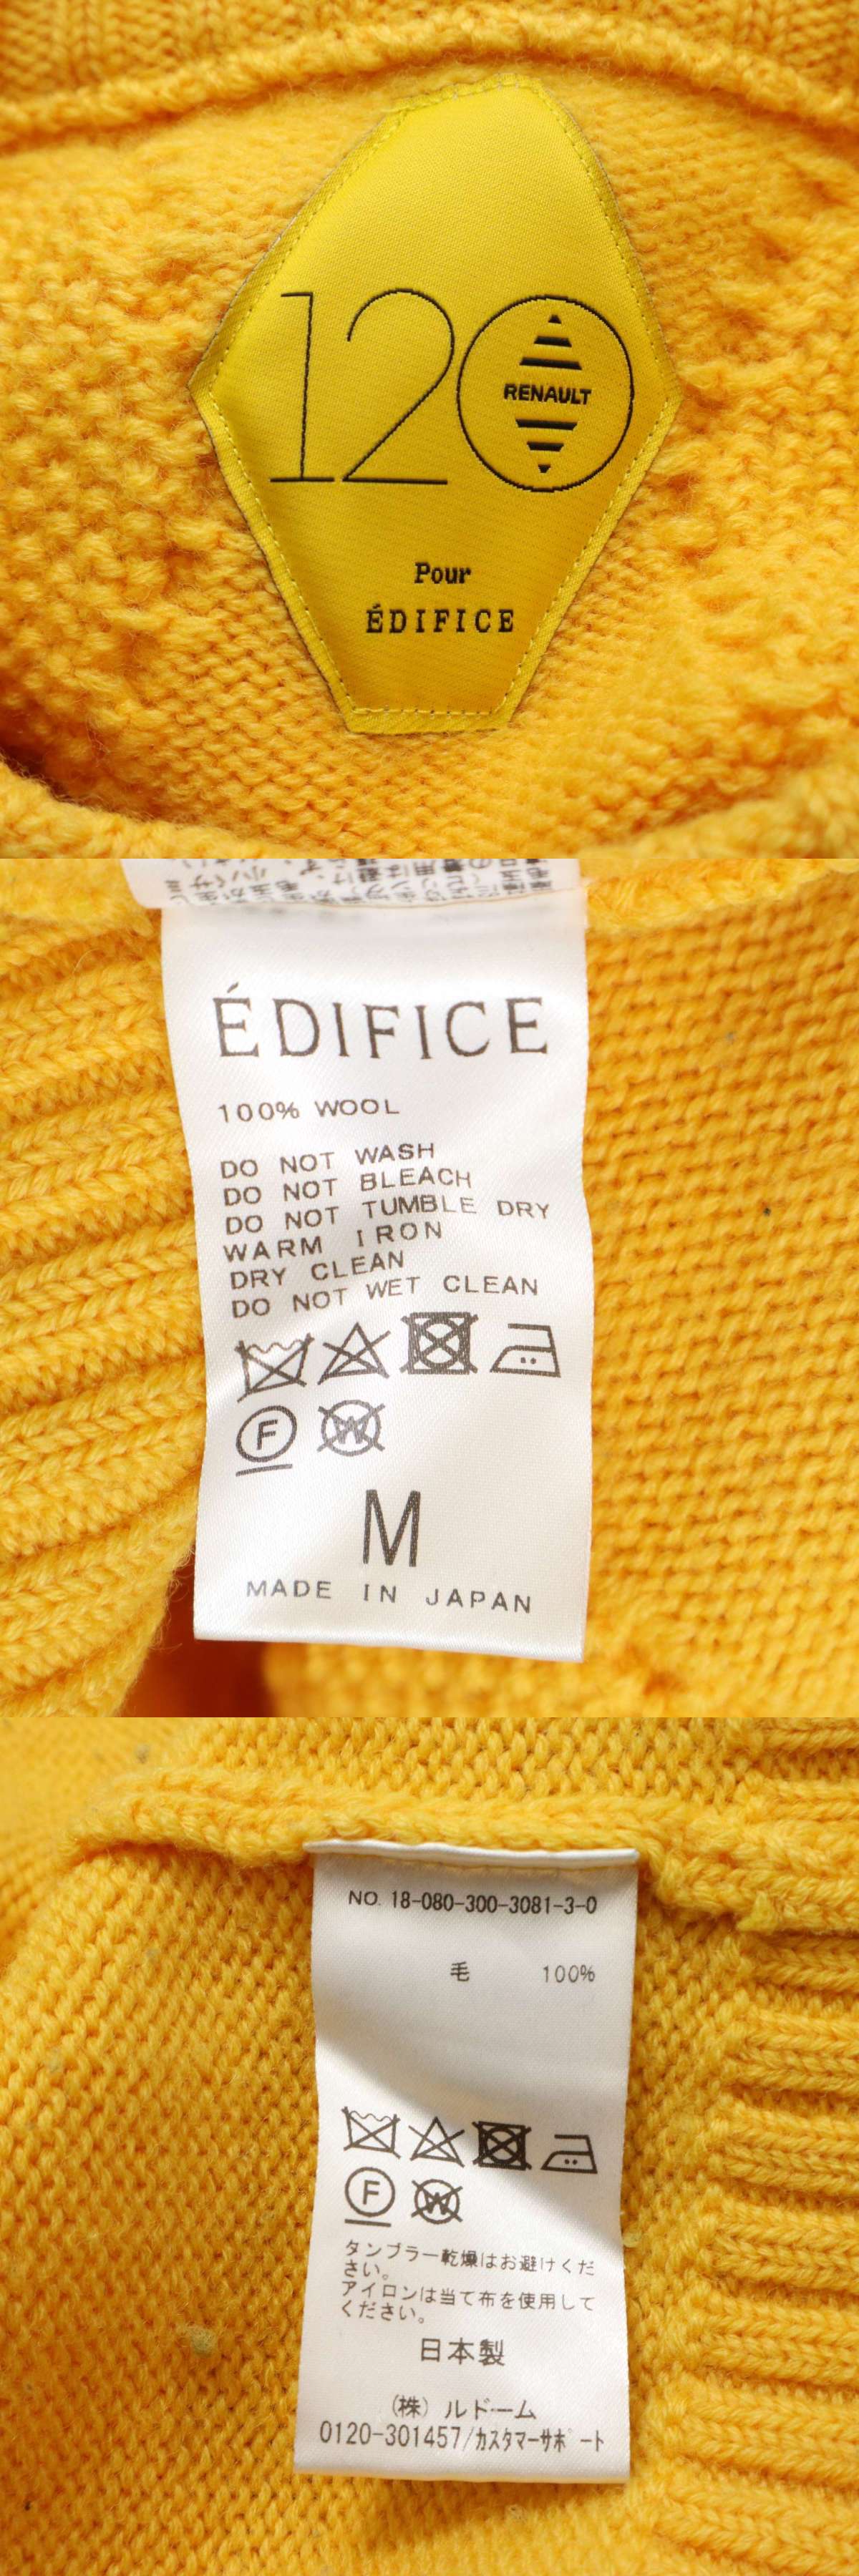 120
RENAULT
Pour
ÉDIFICE
ÉDIFICE
100% WOOL
DO NOT WASH
DO NOT BLEACH
DO NOT TUMBLE DRY
WARM IRON
DRY CLEAN
DO NOT WET CLEAN
F W
M
MADE IN JAPAN
NO. 18-080-300-3081-3-0
毛 100%
F W
タンブラー乾燥はお避けくだ
さい。
アイロンは当て布を使用して
ください。
日本製
(株) ルドーム
0120-301457/カスタマーサポート